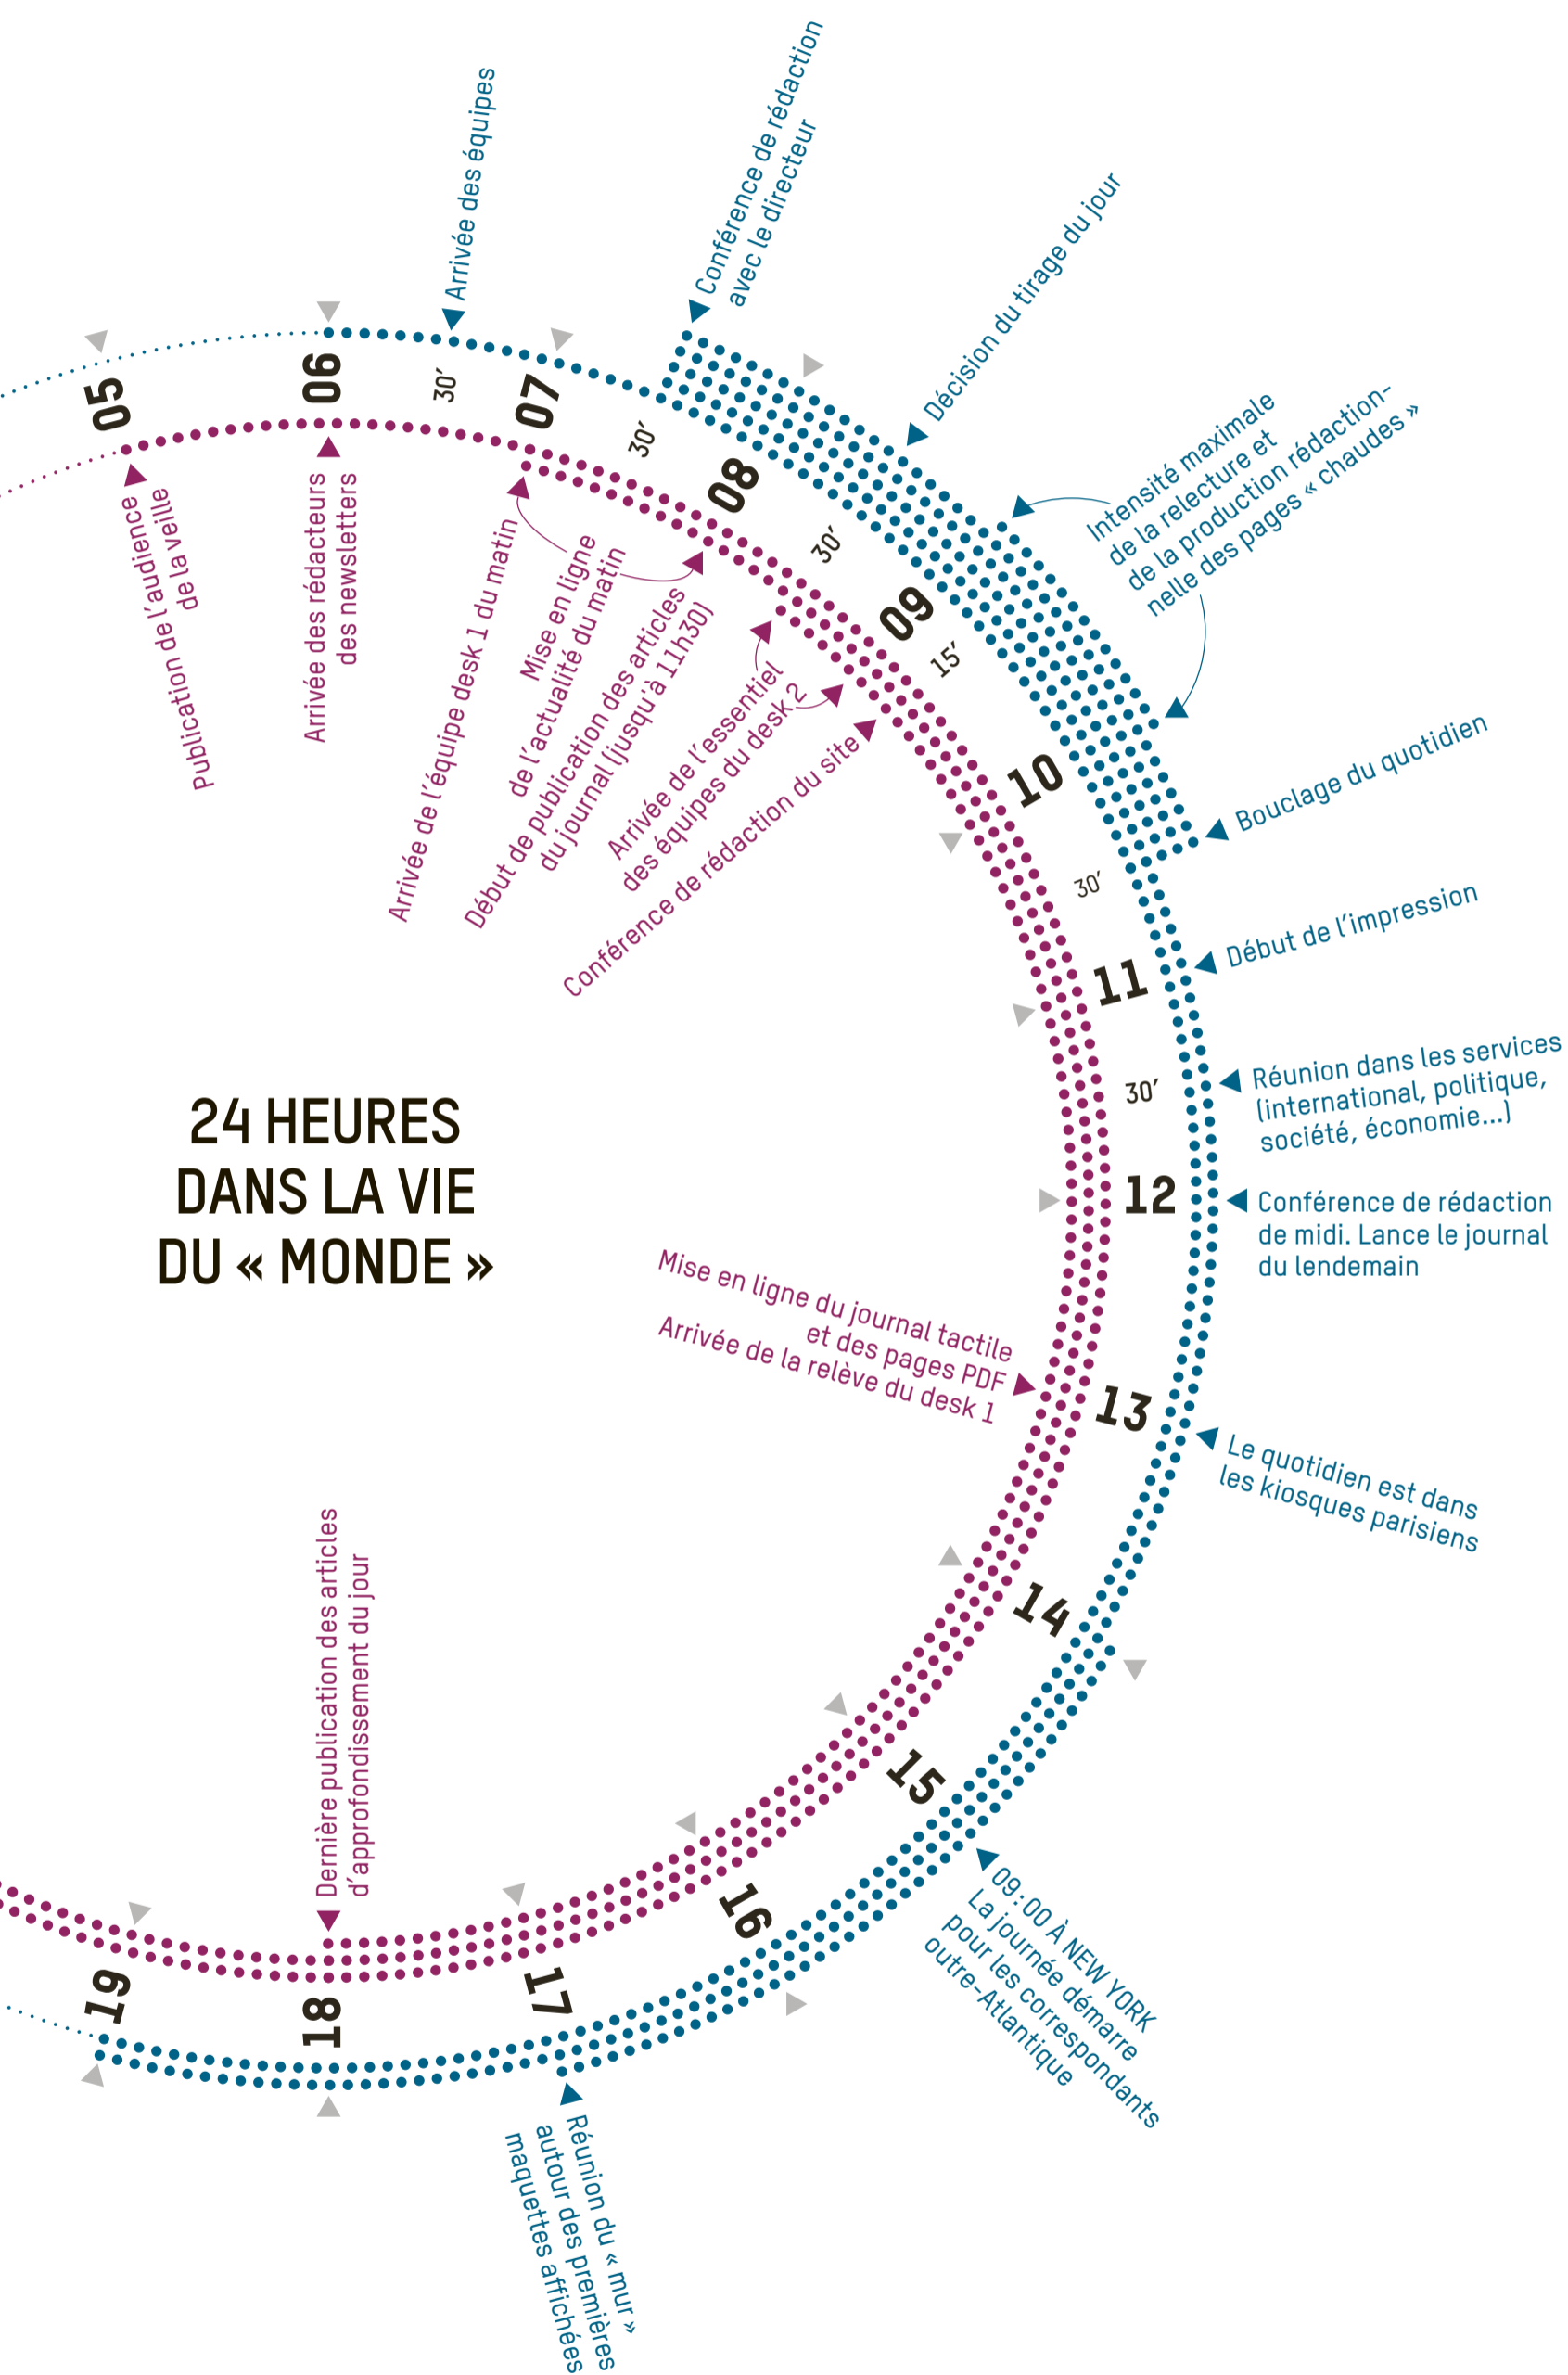 05
06
30′
07
30′
08
30′
09
15′
10
30′
11
30′
12
13
14
15
16
17
18
19
Arrivée des équipes
Conférence de rédaction
avec le directeur
Décision du tirage du jour
Intensité maximale
de la relecture et
de la production rédaction-
nelle des pages « chaudes »
Bouclage du quotidien
Début de l’impression
Réunion dans les services
(international, politique,
société, économie...)
Conférence de rédaction
de midi. Lance le journal
du lendemain
Le quotidien est dans
les kiosques parisiens
09:00 À NEW YORK
La journée démarre
pour les correspondants
outre-Atlantique
Réunion du « mur »
autour des premières
maquettes affichées
Publication de l’audience
de la veille
Arrivée des rédacteurs
des newsletters
Arrivée de l’équipe desk 1 du matin
Mise en ligne
de l’actualité du matin
Début de publication des articles
du journal (jusqu’à 11h30)
Arrivée de l’essentiel
des équipes du desk 2
Conférence de rédaction du site
24 HEURES
DANS LA VIE
DU « MONDE »
Mise en ligne du journal tactile
et des pages PDF
Arrivée de la relève du desk 1
Dernière publication des articles
d’approfondissement du jour